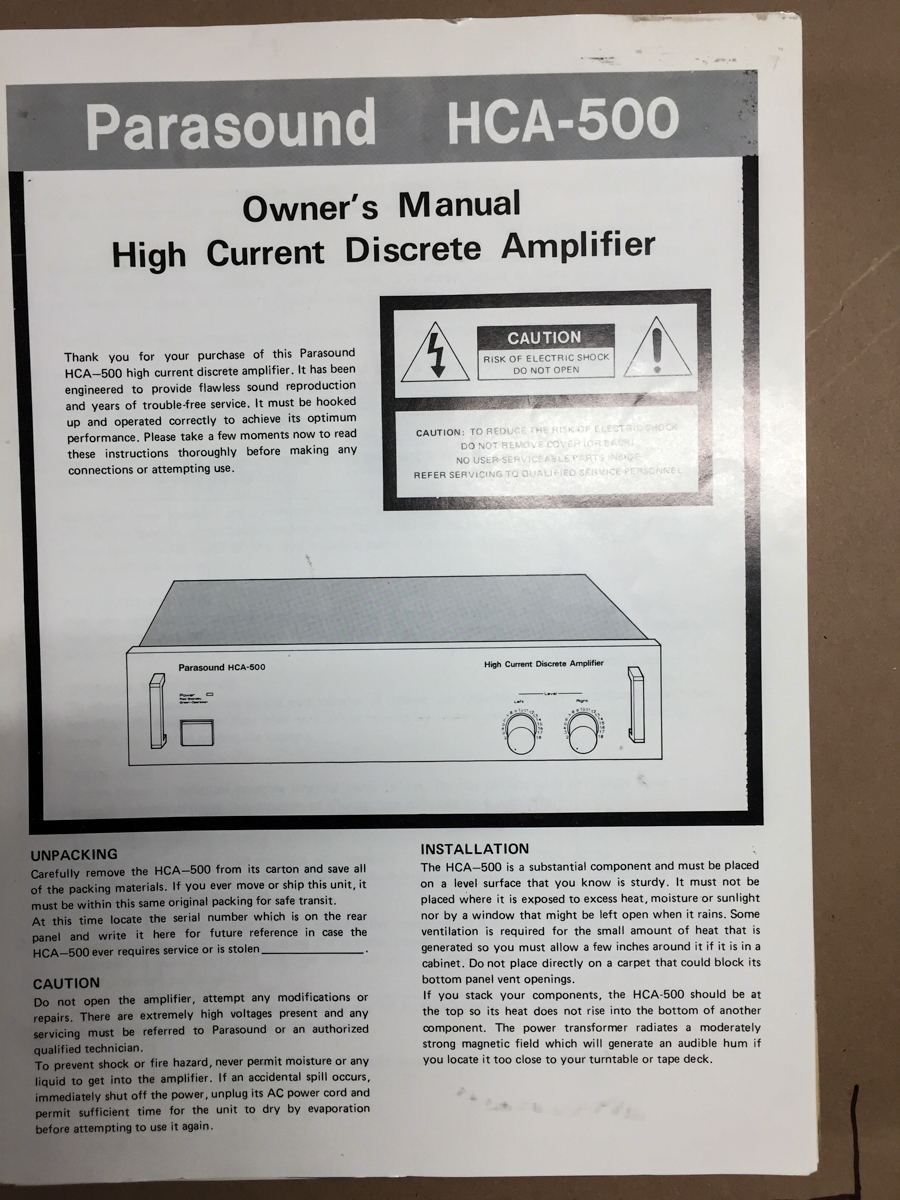 Parasound HCA-500
Owner's Manual
High Current Discrete Amplifier
Thank you for your purchase of this Parasound
HCA—500 high current discrete amplifier. It has been
engineered to provide flawless sound reproduction
and years of trouble-free service. It must be hooked
up and operated correctly to achieve its optimum
performance. Please take a few moments now to read
these instructions thoroughly before making any
connections or attempting use.
CAUTION
RISK OF ELECTRIC SHOCK
DO NOT OPEN
CAUTION: TO REDUCE THE RISK OF ELECTRIC SHOCK
DO NOT REMOVE COVER (OR BACK)
NO USER-SERVICEABLE PARTS INSIDE
REFER SERVICING TO QUALIFIED SERVICE PERSONNEL
Parasound HCA-500
High Current Discrete Amplifier
Power
Level
Left
Right
UNPACKING
Carefully remove the HCA—500 from its carton and save all
of the packing materials. If you ever move or ship this unit, it
must be within this same original packing for safe transit.
At this time locate the serial number which is on the rear
panel and write it here for future reference in case the
HCA—500 ever requires service or is stolen________________.
CAUTION
Do not open the amplifier, attempt any modifications or
repairs. There are extremely high voltages present and any
servicing must be referred to Parasound or an authorized
qualified technician.
To prevent shock or fire hazard, never permit moisture or any
liquid to get into the amplifier. If an accidental spill occurs,
immediately shut off the power, unplug its AC power cord and
permit sufficient time for the unit to dry by evaporation
before attempting to use it again.
INSTALLATION
The HCA—500 is a substantial component and must be placed
on a level surface that you know is sturdy. It must not be
placed where it is exposed to excess heat, moisture or sunlight
nor by a window that might be left open when it rains. Some
ventilation is required for the small amount of heat that is
generated so you must allow a few inches around it if it is in a
cabinet. Do not place directly on a carpet that could block its
bottom panel vent openings.
If you stack your components, the HCA-500 should be at
the top so its heat does not rise into the bottom of another
component. The power transformer radiates a moderately
strong magnetic field which will generate an audible hum if
you locate it too close to your turntable or tape deck.